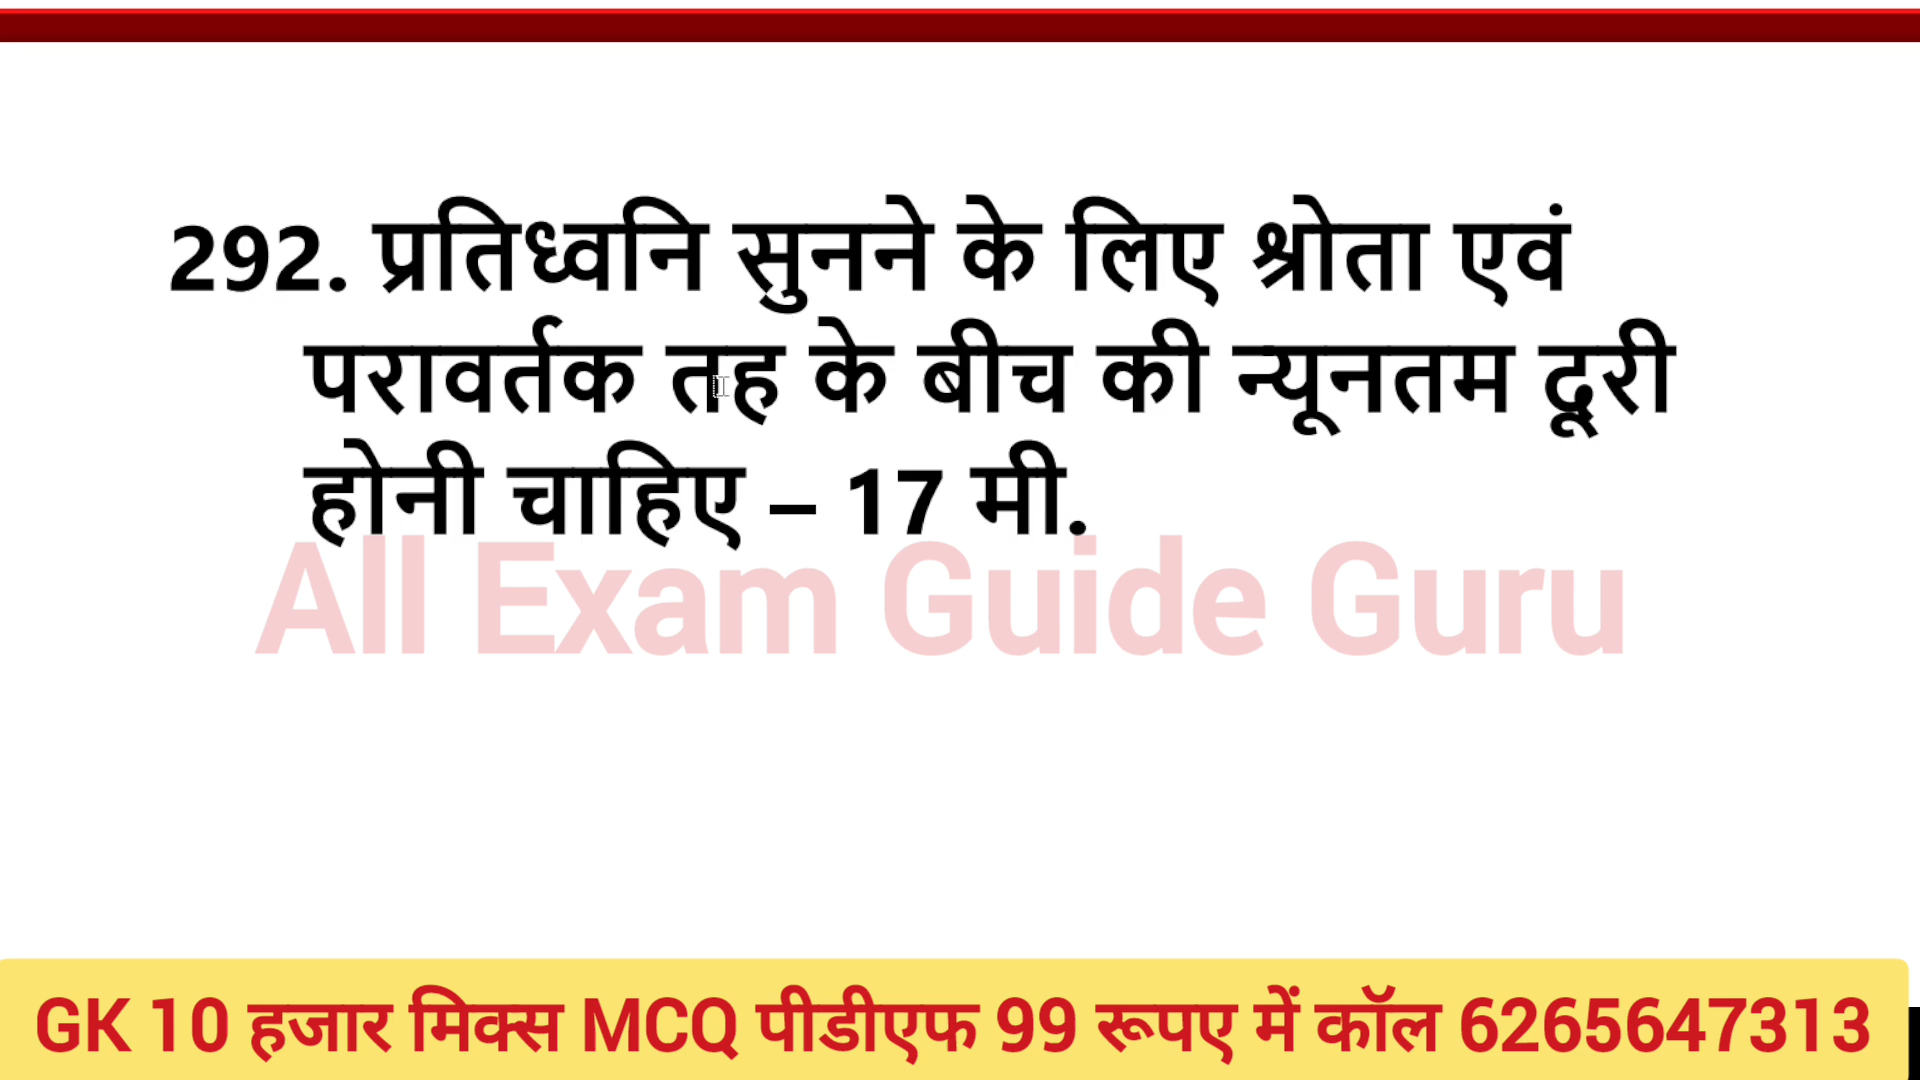 292. प्रतिध्वनि सुनने के लिए श्रोता एवं
परावर्तक तह के बीच की न्यूनतम दूरी
होनी चाहिए – 17 मी.
All Exam Guide Guru
GK 10 हजार मिक्स MCQ पीडीएफ 99 रूपए में कॉल 6265647313